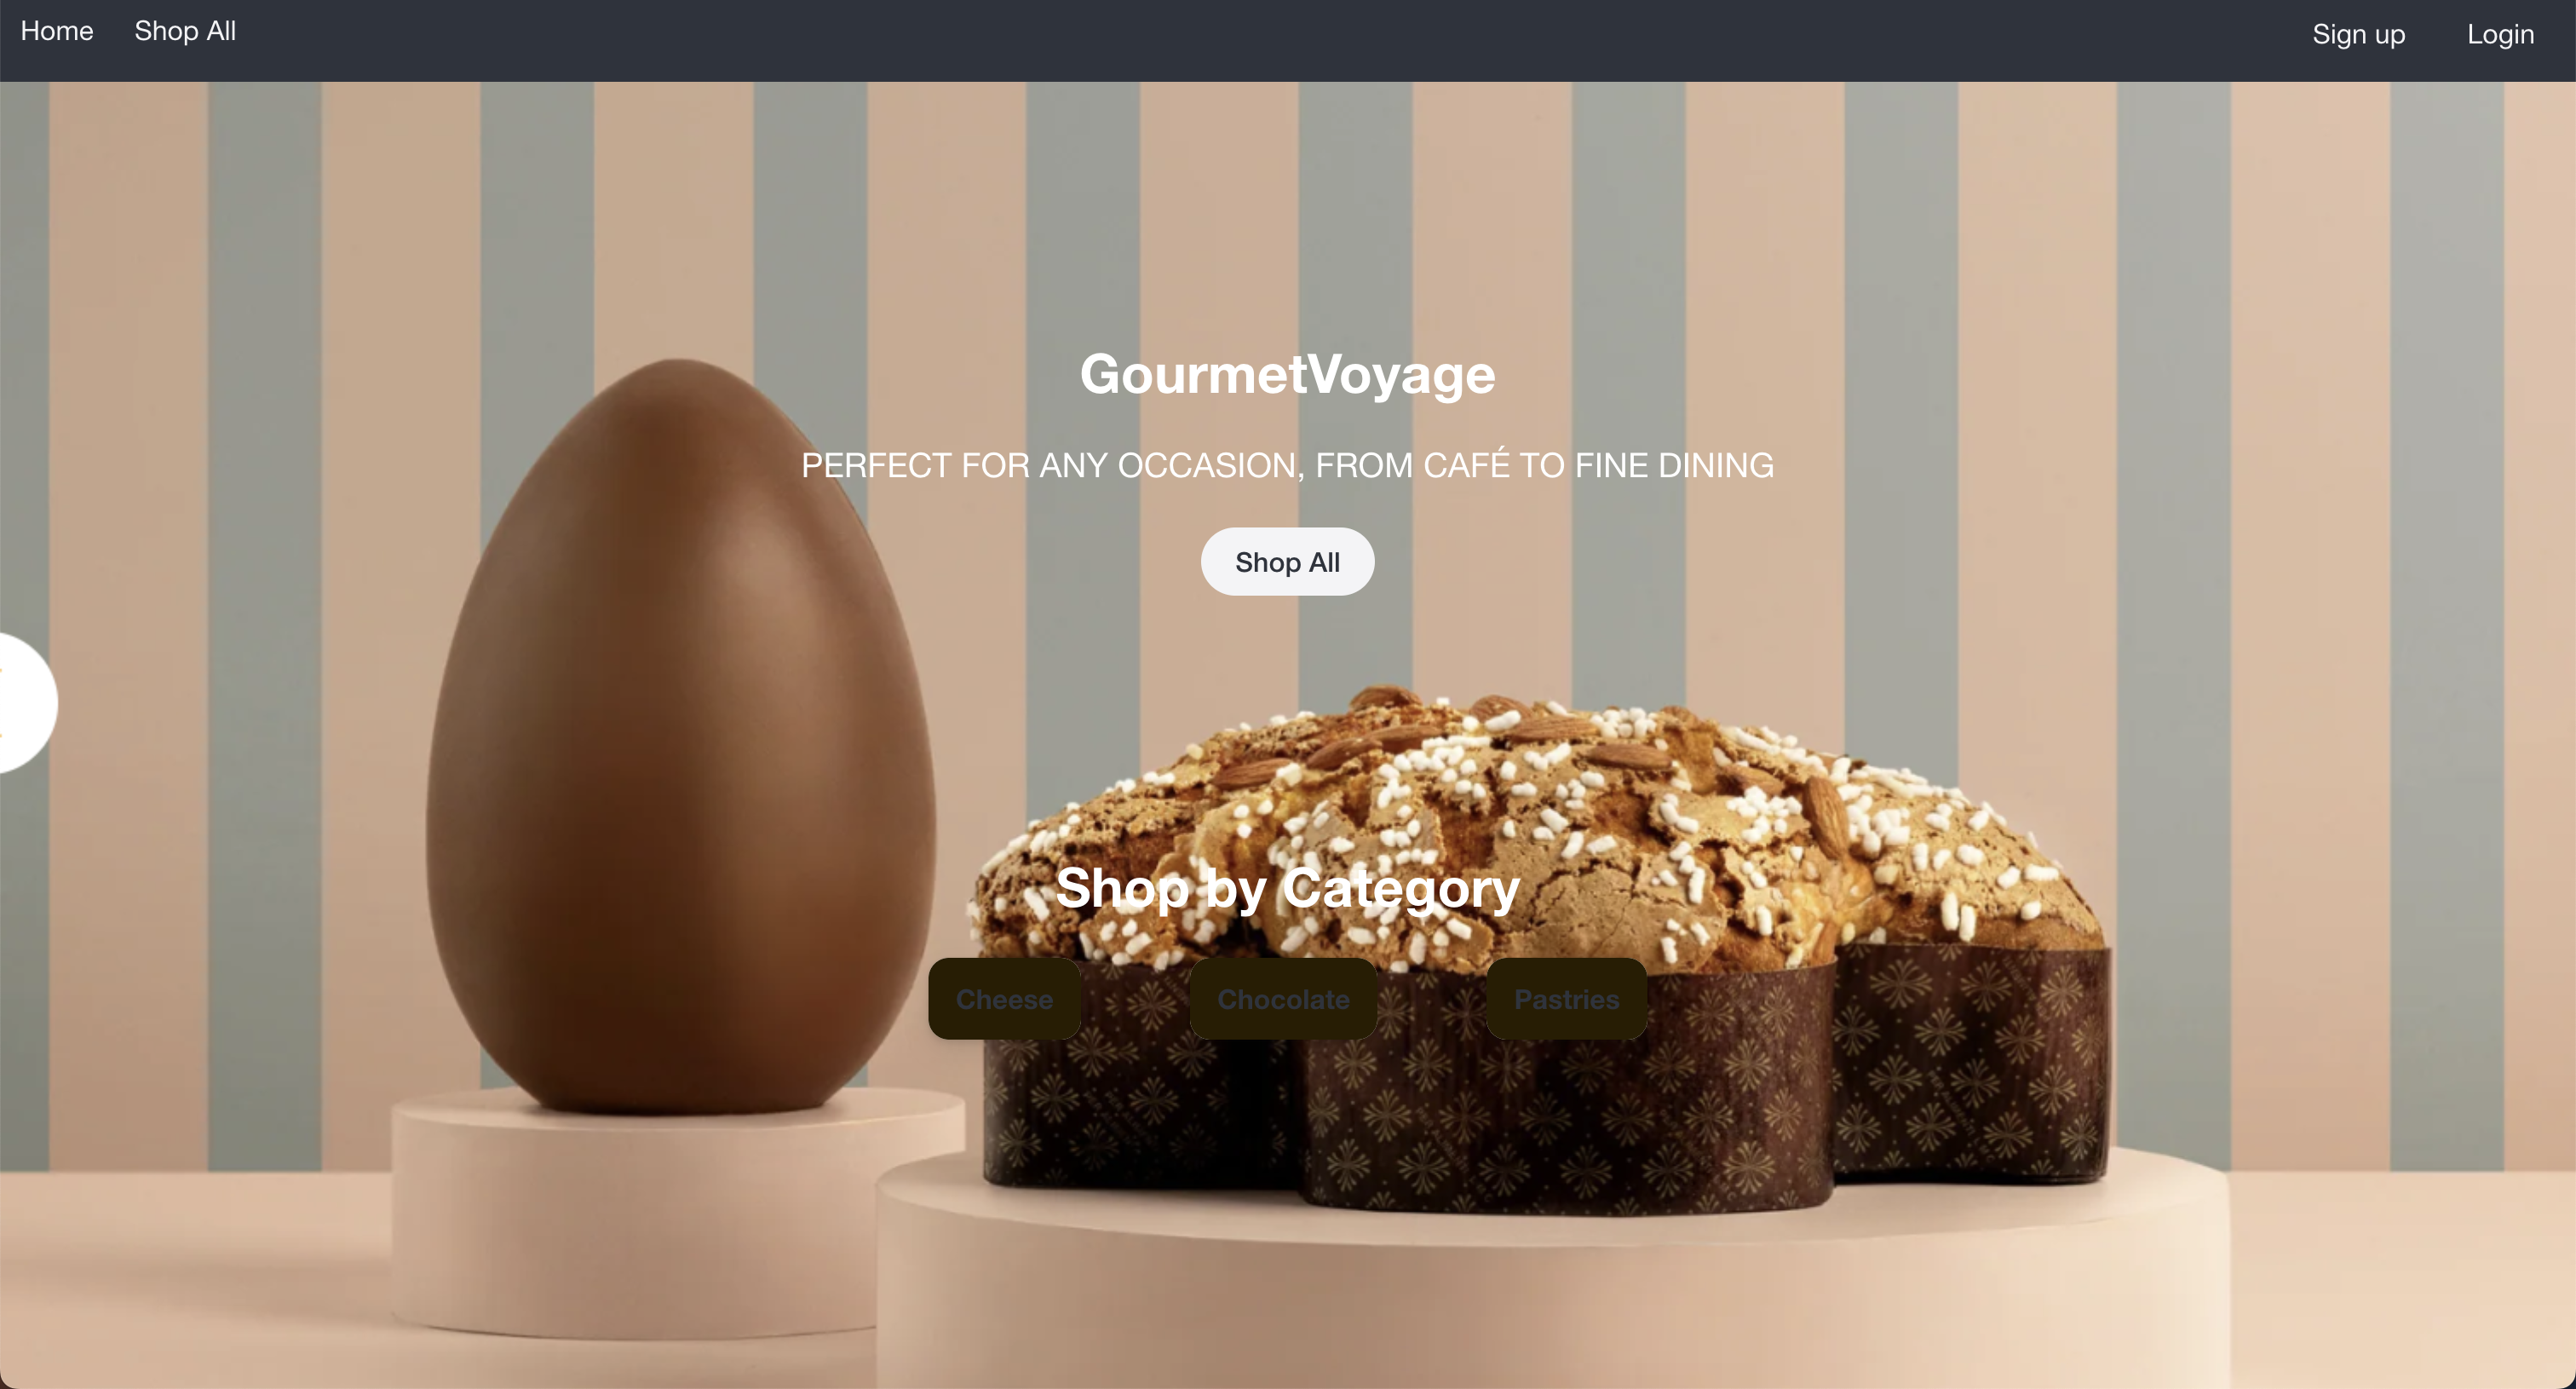 Home Shop All Sign up Login
GourmetVoyage
PERFECT FOR ANY OCCASION, FROM CAFÉ TO FINE DINING
Shop All
Shop by Category
Cheese Chocolate Pastries